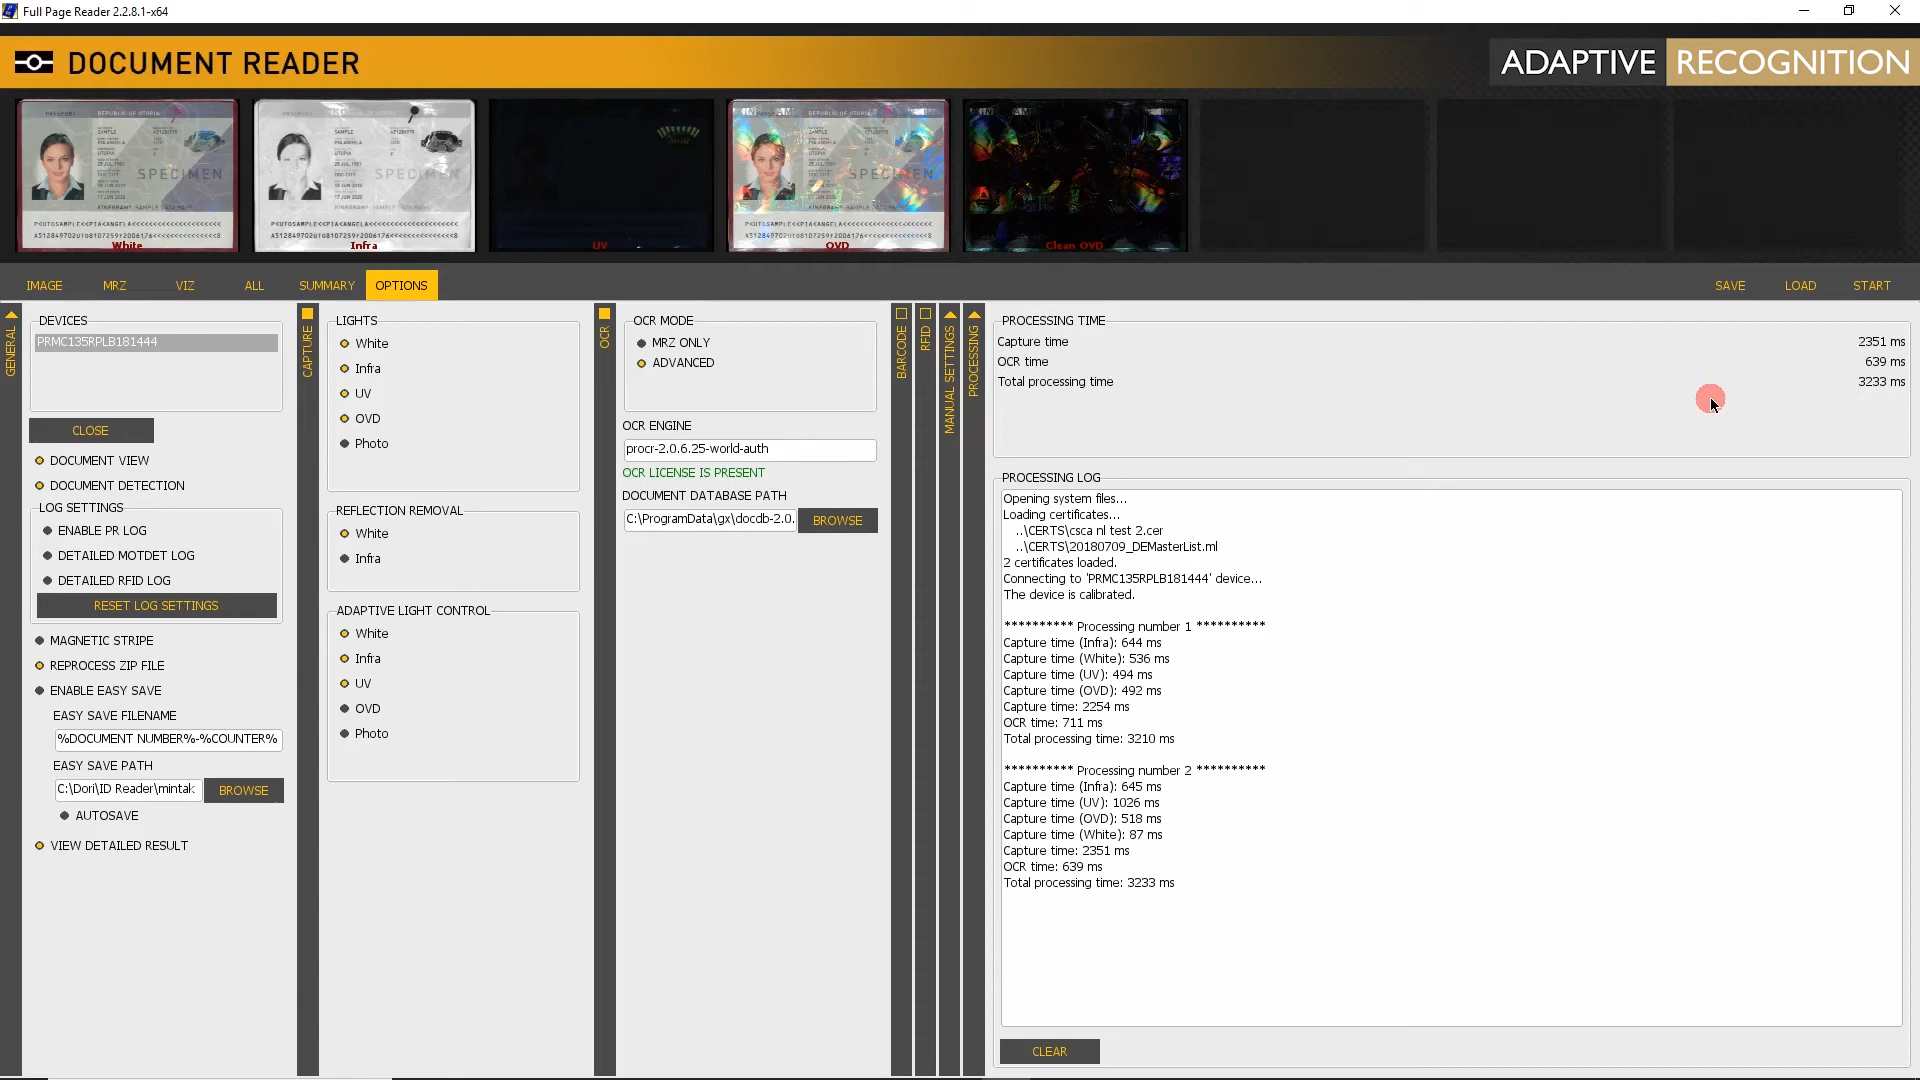 Full Page Reader 2.2.8.1-x64
DOCUMENT READER
ADAPTIVE RECOGNITION
PASSPORT REPUBLIC OF UTOPIA
SPECIMEN
White
SPECIMEN
Infra
UV
SPECIMEN
OVD
Clean OVD
IMAGE MRZ VIZ ALL SUMMARY OPTIONS SAVE LOAD START
GENERAL
DEVICES
PRMC135RPLB181444
CLOSE
DOCUMENT VIEW
DOCUMENT DETECTION
LOG SETTINGS
ENABLE PR LOG
DETAILED MOTDET LOG
DETAILED RFID LOG
RESET LOG SETTINGS
MAGNETIC STRIPE
REPROCESS ZIP FILE
ENABLE EASY SAVE
EASY SAVE FILENAME
%DOCUMENT NUMBER%-%COUNTER%
EASY SAVE PATH
C:\Dori\ID Reader\mintak BROWSE
AUTOSAVE
VIEW DETAILED RESULT
CAPTURE
LIGHTS
White
Infra
UV
OVD
Photo
REFLECTION REMOVAL
White
Infra
ADAPTIVE LIGHT CONTROL
White
Infra
UV
OVD
Photo
OCR
OCR MODE
MRZ ONLY
ADVANCED
OCR ENGINE
procr-2.0.6.25-world-auth
OCR LICENSE IS PRESENT
DOCUMENT DATABASE PATH
C:\ProgramData\gx\docdb-2.0. BROWSE
BARCODE
RFID
MANUAL SETTINGS
PROCESSING
PROCESSING TIME
Capture time 2351 ms
OCR time 639 ms
Total processing time 3233 ms
PROCESSING LOG
Opening system files...
Loading certificates...
..\CERTS\csca nl test 2.cer
..\CERTS\20180709_DEMasterList.ml
2 certificates loaded.
Connecting to 'PRMC135RPLB181444' device...
The device is calibrated.
********** Processing number 1 **********
Capture time (Infra): 644 ms
Capture time (White): 536 ms
Capture time (UV): 494 ms
Capture time (OVD): 492 ms
Capture time: 2254 ms
OCR time: 711 ms
Total processing time: 3210 ms
********** Processing number 2 **********
Capture time (Infra): 645 ms
Capture time (UV): 1026 ms
Capture time (OVD): 518 ms
Capture time (White): 87 ms
Capture time: 2351 ms
OCR time: 639 ms
Total processing time: 3233 ms
CLEAR